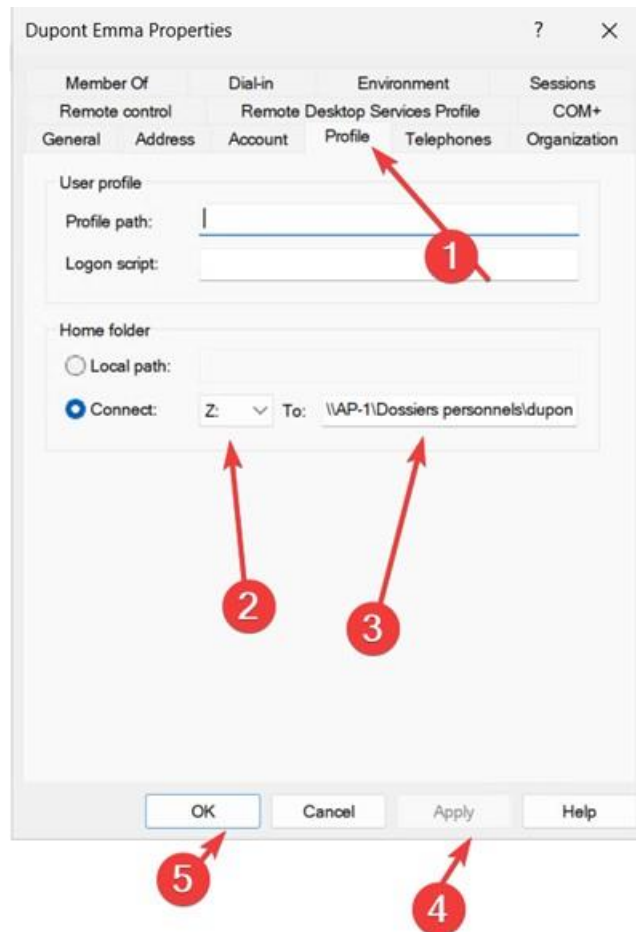 Dupont Emma Properties ? ×
Member Of Dial-in Environment Sessions
Remote control Remote Desktop Services Profile COM+
General Address Account Profile Telephones Organization
User profile
Profile path:
1
Logon script:
Home folder
Local path:
Connect: Z: To: \\AP-1\Dossiers personnels\dupon
2
3
OK Cancel Apply Help
5
4